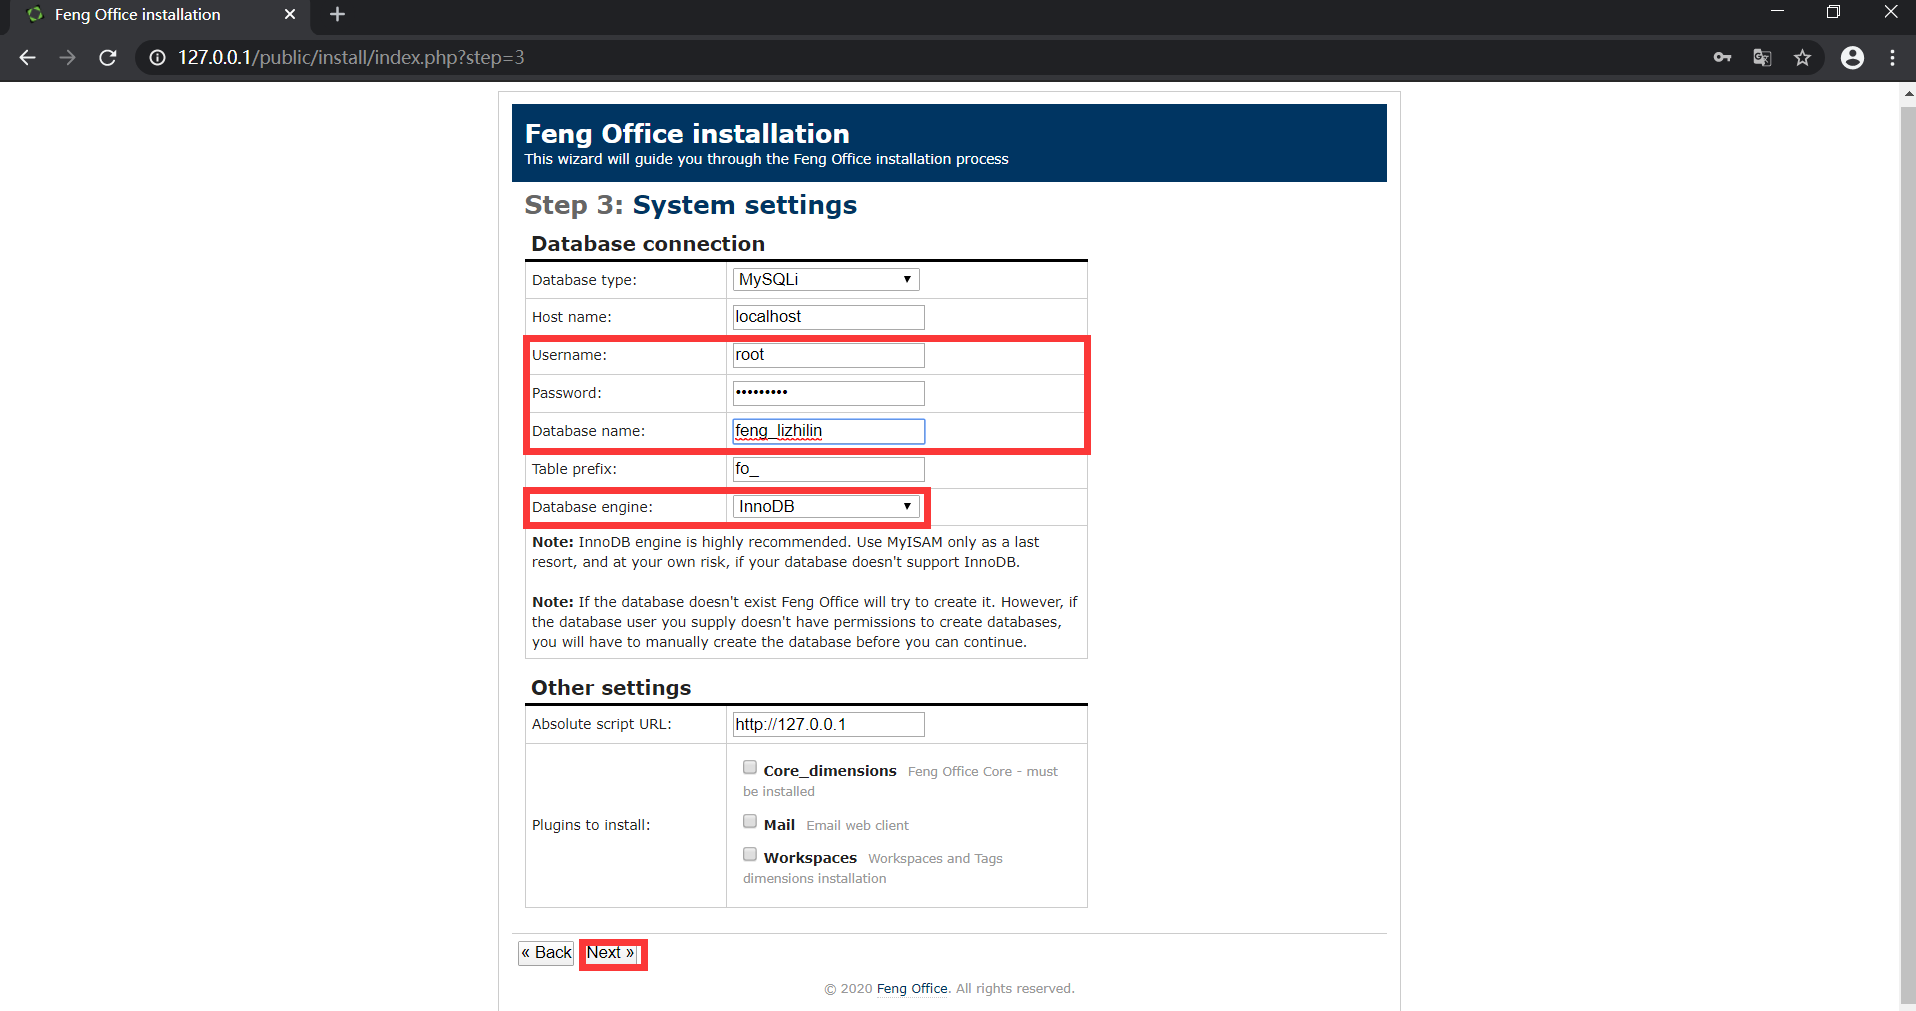 Feng Office installation
127.0.0.1/public/install/index.php?step=3
Feng Office installation
This wizard will guide you through the Feng Office installation process
Step 3: System settings
Database connection
Database type: MySQLi
Host name: localhost
Username: root
Password: •••••••••
Database name: feng_lizhilin
Table prefix: fo_
Database engine: InnoDB
Note: InnoDB engine is highly recommended. Use MyISAM only as a last
resort, and at your own risk, if your database doesn't support InnoDB.
Note: If the database doesn't exist Feng Office will try to create it. However, if
the database user you supply doesn't have permissions to create databases,
you will have to manually create the database before you can continue.
Other settings
Absolute script URL: http://127.0.0.1
Plugins to install:
Core_dimensions Feng Office Core - must
be installed
Mail Email web client
Workspaces Workspaces and Tags
dimensions installation
« Back Next »
© 2020 Feng Office. All rights reserved.